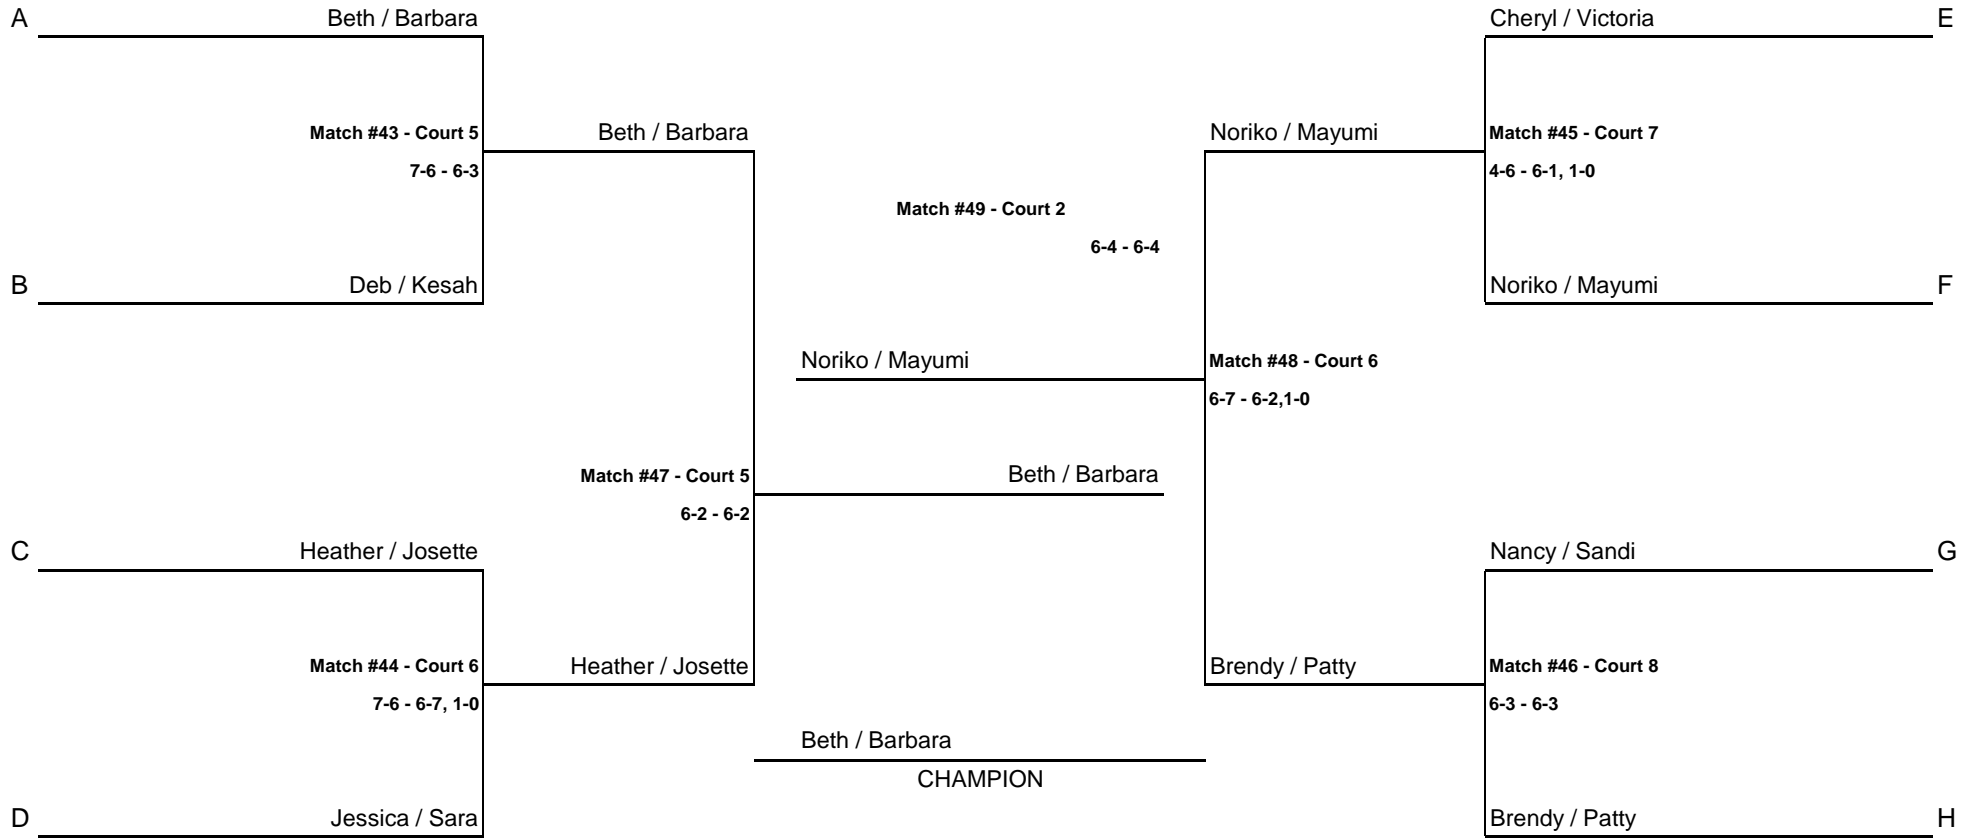 A
Beth / Barbara
Cheryl / Victoria
E
Match #43 - Court 5
Beth / Barbara
Noriko / Mayumi
Match #45 - Court 7
7-6 - 6-3
4-6 - 6-1, 1-0
Match #49 - Court 2
6-4 - 6-4
B
Deb / Kesah
Noriko / Mayumi
F
Noriko / Mayumi
Match #48 - Court 6
6-7 - 6-2,1-0
Match #47 - Court 5
Beth / Barbara
6-2 - 6-2
C
Heather / Josette
Nancy / Sandi
G
Match #44 - Court 6
Heather / Josette
Brendy / Patty
Match #46 - Court 8
7-6 - 6-7, 1-0
6-3 - 6-3
Beth / Barbara
CHAMPION
D
Jessica / Sara
Brendy / Patty
H